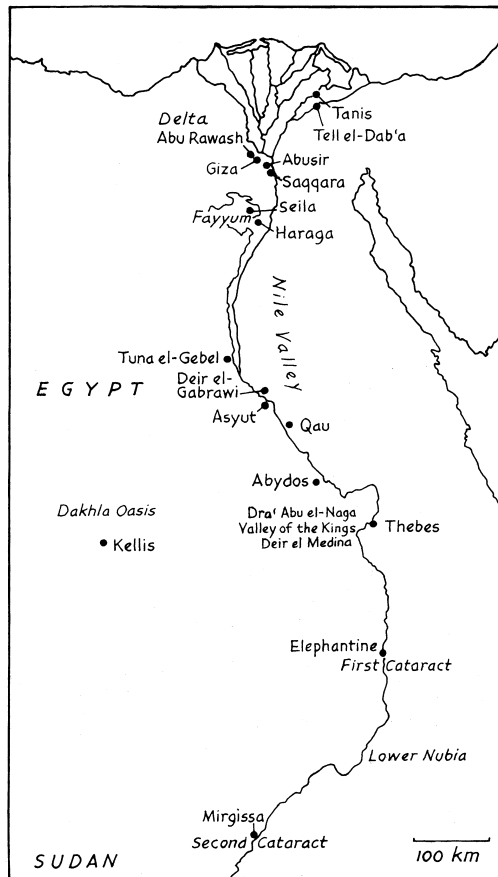 Delta
Tanis
Tell el-Dab'a
Abu Rawash
Giza
Abusir
Saqqara
Seila
Fayyum
Haraga
Nile Valley
Tuna el-Gebel
Deir el-
Gabrawi
EGYPT
Asyut
Qau
Abydos
Dakhla Oasis
Kellis
Dra' Abu el-Naga
Valley of the Kings
Deir el Medina
Thebes
Elephantine
First Cataract
Lower Nubia
Mirgissa
Second Cataract
SUDAN
100 km